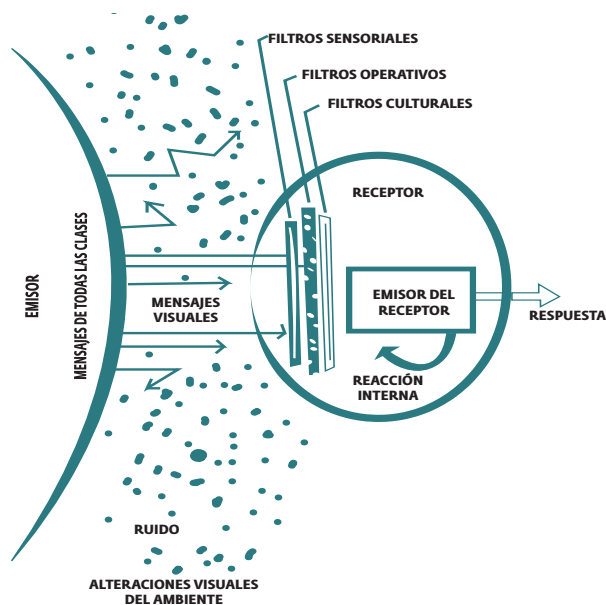 FILTROS SENSORIALES
FILTROS OPERATIVOS
FILTROS CULTURALES
RECEPTOR
EMISOR
MENSAJES DE TODAS LAS CLASES
MENSAJES
VISUALES
EMISOR DEL
RECEPTOR
RESPUESTA
REACCIÓN
INTERNA
RUIDO
ALTERACIONES VISUALES
DEL AMBIENTE